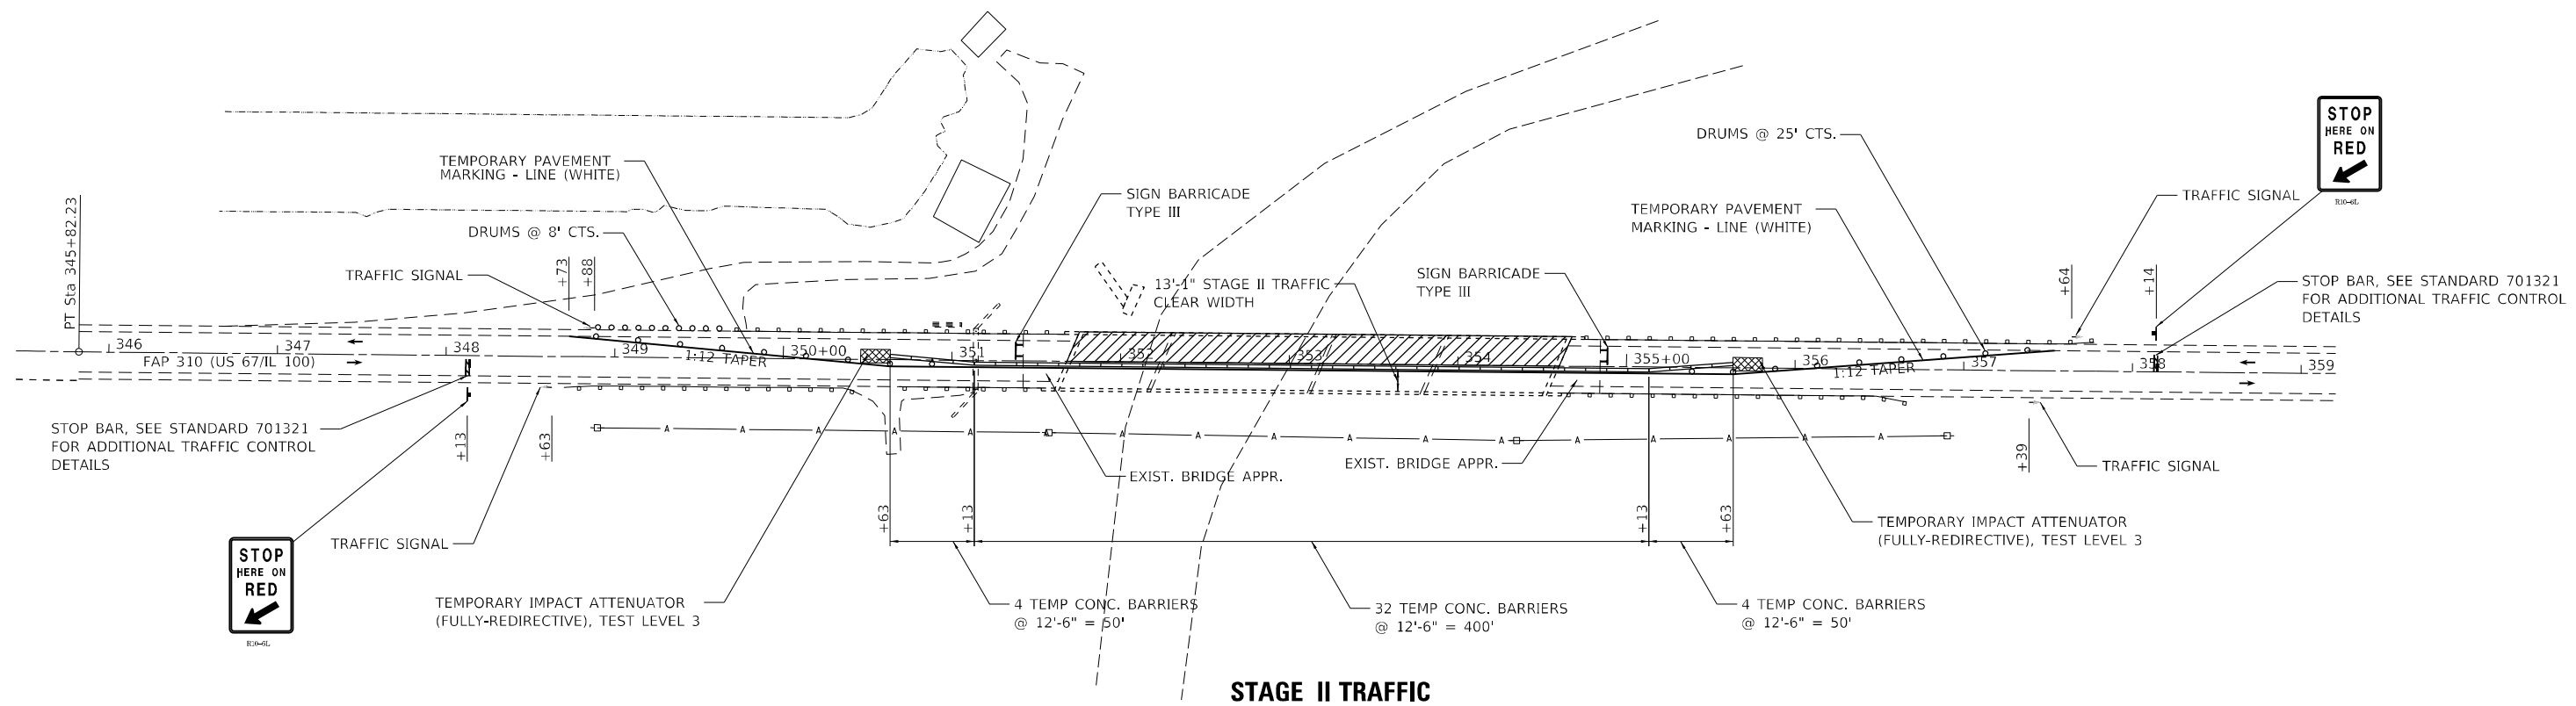 STOP
HERE ON
RED
R10-6L
DRUMS @ 25' CTS.
TEMPORARY PAVEMENT
MARKING - LINE (WHITE)
SIGN BARRICADE
TYPE III
TRAFFIC SIGNAL
TEMPORARY PAVEMENT
MARKING - LINE (WHITE)
PT Sta 345+82.23
DRUMS @ 8' CTS.
TRAFFIC SIGNAL
+73
+88
13'-1" STAGE II TRAFFIC
CLEAR WIDTH
SIGN BARRICADE
TYPE III
+64
+14
STOP BAR, SEE STANDARD 701321
FOR ADDITIONAL TRAFFIC CONTROL
DETAILS
346
347
348
349
350+00
351
352
353
354
355+00
356
357
358
359
FAP 310 (US 67/IL 100)
1:12 TAPER
1:12 TAPER
STOP BAR, SEE STANDARD 701321
FOR ADDITIONAL TRAFFIC CONTROL
DETAILS
+13
+63
A A A A A A A A A A A A A A A A A
+39
EXIST. BRIDGE APPR.
EXIST. BRIDGE APPR.
TRAFFIC SIGNAL
+63
+13
+13
+63
TEMPORARY IMPACT ATTENUATOR
(FULLY-REDIRECTIVE), TEST LEVEL 3
TRAFFIC SIGNAL
STOP
HERE ON
RED
R10-6L
TEMPORARY IMPACT ATTENUATOR
(FULLY-REDIRECTIVE), TEST LEVEL 3
4 TEMP CONC. BARRIERS
@ 12'-6" = 50'
32 TEMP CONC. BARRIERS
@ 12'-6" = 400'
4 TEMP CONC. BARRIERS
@ 12'-6" = 50'
STAGE II TRAFFIC